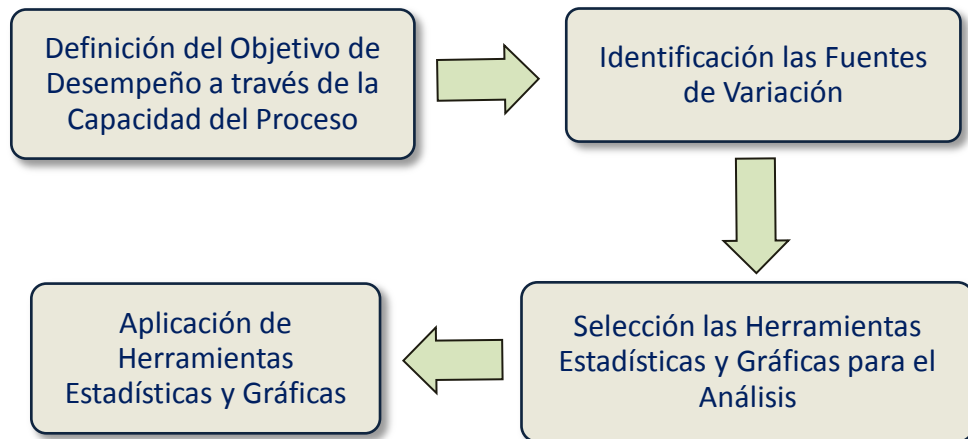 Definición del Objetivo de
Desempeño a través de la
Capacidad del Proceso
Identificación las Fuentes
de Variación
Selección las Herramientas
Estadísticas y Gráficas para el
Análisis
Aplicación de
Herramientas
Estadísticas y Gráficas